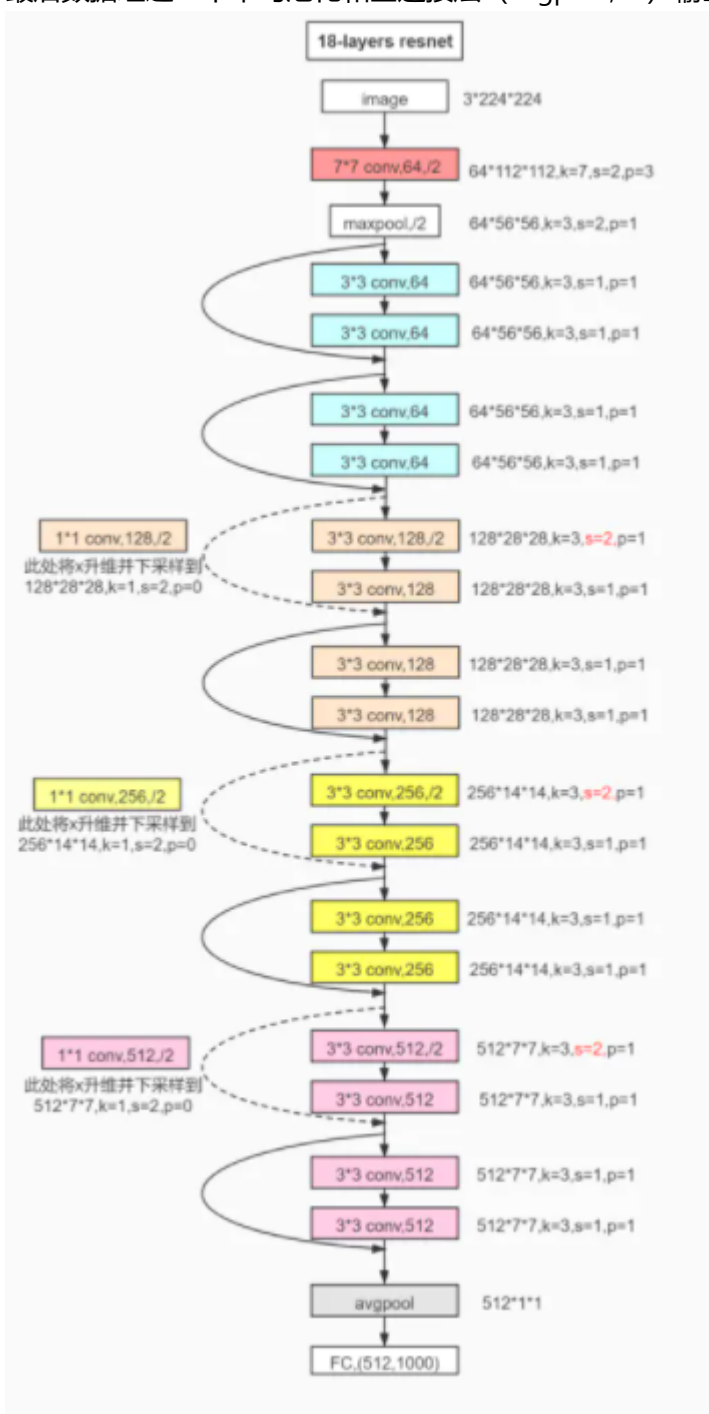 18-layers resnet
image
3*224*224
7*7 conv,64,/2
64*112*112,k=7,s=2,p=3
maxpool,/2
64*56*56,k=3,s=2,p=1
3*3 conv,64
64*56*56,k=3,s=1,p=1
3*3 conv,64
64*56*56,k=3,s=1,p=1
3*3 conv,64
64*56*56,k=3,s=1,p=1
3*3 conv,64
64*56*56,k=3,s=1,p=1
1*1 conv,128,/2
此处将x升维并下采样到
128*28*28,k=1,s=2,p=0
3*3 conv,128,/2
128*28*28,k=3,s=2,p=1
3*3 conv,128
128*28*28,k=3,s=1,p=1
3*3 conv,128
128*28*28,k=3,s=1,p=1
3*3 conv,128
128*28*28,k=3,s=1,p=1
1*1 conv,256,/2
此处将x升维并下采样到
256*14*14,k=1,s=2,p=0
3*3 conv,256,/2
256*14*14,k=3,s=2,p=1
3*3 conv,256
256*14*14,k=3,s=1,p=1
3*3 conv,256
256*14*14,k=3,s=1,p=1
3*3 conv,256
256*14*14,k=3,s=1,p=1
1*1 conv,512,/2
此处将x升维并下采样到
512*7*7,k=1,s=2,p=0
3*3 conv,512,/2
512*7*7,k=3,s=2,p=1
3*3 conv,512
512*7*7,k=3,s=1,p=1
3*3 conv,512
512*7*7,k=3,s=1,p=1
3*3 conv,512
512*7*7,k=3,s=1,p=1
avgpool
512*1*1
FC,(512,1000)